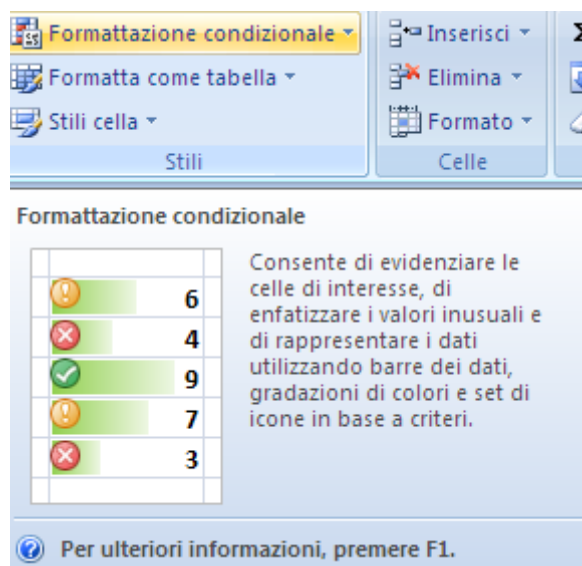 Formattazione condizionale
Inserisci
Formatta come tabella
Elimina
Stili cella
Formato
Stili
Celle
Formattazione condizionale
6
4
9
7
3
Consente di evidenziare le
celle di interesse, di
enfatizzare i valori inusuali e
di rappresentare i dati
utilizzando barre dei dati,
gradazioni di colori e set di
icone in base a criteri.
Per ulteriori informazioni, premere F1.